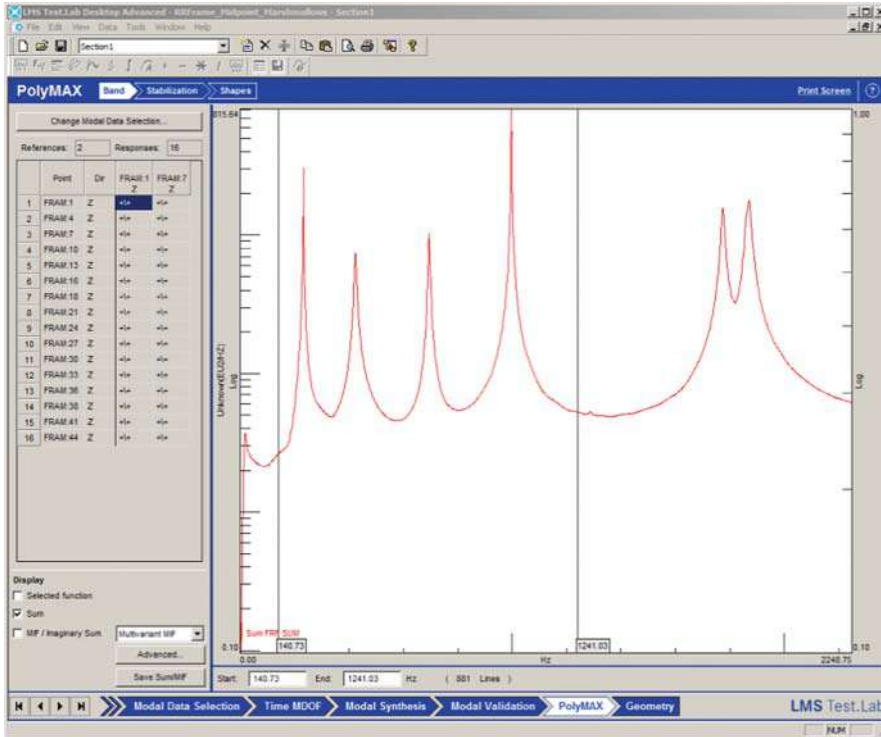 LMS Test.Lab Desktop Advanced - RRFrame_Midpoint_Marshmallows - Section1
File Edit View Data Tools Window Help
Section1
PolyMAX Band Stabilization Shapes Print Screen
Change Modal Data Selection...
References: 2 Responses: 16
Point Dir FRAM:1 Z FRAM:7 Z
1 FRAM:1 Z
2 FRAM:4 Z
3 FRAM:7 Z
4 FRAM:10 Z
5 FRAM:13 Z
6 FRAM:16 Z
7 FRAM:18 Z
8 FRAM:21 Z
9 FRAM:24 Z
10 FRAM:27 Z
11 FRAM:30 Z
12 FRAM:33 Z
13 FRAM:36 Z
14 FRAM:38 Z
15 FRAM:41 Z
16 FRAM:44 Z
Display
Selected function
Sum
MIF / Imaginary Sum Multivariant MIF
Advanced...
Save Sum/MIF
815.64
1.00
Unknown(EU2/HZ)
Log
Log
Sum FRF SUM
0.10
140.73
1241.03
0.10
0.00
Hz
2248.75
Start: 140.73 End: 1241.03 Hz ( 881 Lines )
Modal Data Selection Time MDOF Modal Synthesis Modal Validation PolyMAX Geometry LMS Test.Lab
NUM